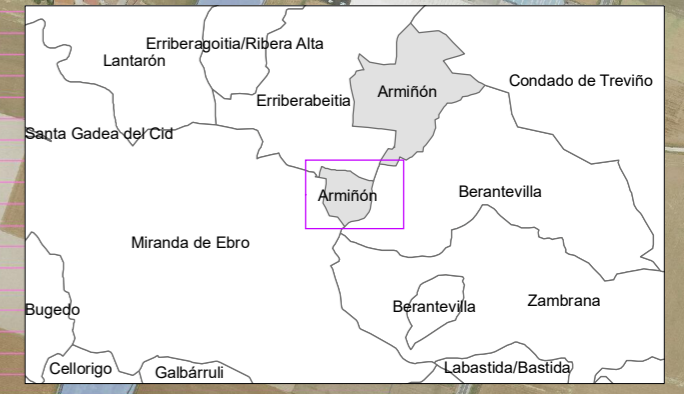 Erriberagoitia/Ribera Alta
Lantarón
Condado de Treviño
Armiñón
Erriberabeitia
Santa Gadea del Cid
Armiñón
Berantevilla
Miranda de Ebro
Zambrana
Berantevilla
Bugedo
Cellorigo
Galbárruli
Labastida/Bastida